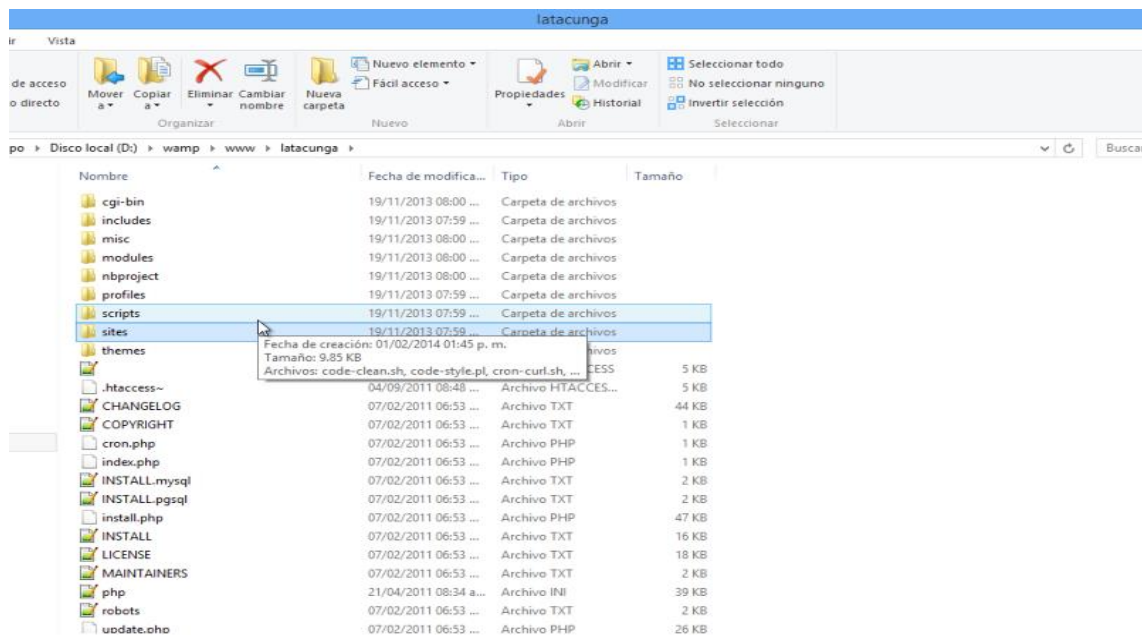 latacunga
ir Vista
de acceso
o directo
Mover a
Copiar a
Eliminar
Cambiar nombre
Organizar
Nueva carpeta
Nuevo elemento
Fácil acceso
Nuevo
Propiedades
Abrir
Modificar
Historial
Abrir
Seleccionar todo
No seleccionar ninguno
Invertir selección
Seleccionar
po Disco local (D:) wamp www latacunga Busca
Nombre Fecha de modifica... Tipo Tamaño
cgi-bin 19/11/2013 08:00 ... Carpeta de archivos
includes 19/11/2013 07:59 ... Carpeta de archivos
misc 19/11/2013 08:00 ... Carpeta de archivos
modules 19/11/2013 08:00 ... Carpeta de archivos
nbproject 19/11/2013 08:00 ... Carpeta de archivos
profiles 19/11/2013 07:59 ... Carpeta de archivos
scripts 19/11/2013 07:59 ... Carpeta de archivos
sites 19/11/2013 07:59 ... Carpeta de archivos
themes hivos
Fecha de creación: 01/02/2014 01:45 p. m.
Tamaño: 9.85 KB
Archivos: code-clean.sh, code-style.pl, cron-curl.sh, ...
CESS 5 KB
.htaccess~ 04/09/2011 08:48 ... Archivo HTACCES... 5 KB
CHANGELOG 07/02/2011 06:53 ... Archivo TXT 44 KB
COPYRIGHT 07/02/2011 06:53 ... Archivo TXT 1 KB
cron.php 07/02/2011 06:53 ... Archivo PHP 1 KB
index.php 07/02/2011 06:53 ... Archivo PHP 1 KB
INSTALL.mysql 07/02/2011 06:53 ... Archivo TXT 2 KB
INSTALL.pgsql 07/02/2011 06:53 ... Archivo TXT 2 KB
install.php 07/02/2011 06:53 ... Archivo PHP 47 KB
INSTALL 07/02/2011 06:53 ... Archivo TXT 16 KB
LICENSE 07/02/2011 06:53 ... Archivo TXT 18 KB
MAINTAINERS 07/02/2011 06:53 ... Archivo TXT 2 KB
php 21/04/2011 08:34 a... Archivo INI 39 KB
robots 07/02/2011 06:53 ... Archivo TXT 2 KB
update.php 07/02/2011 06:53 ... Archivo PHP 26 KB